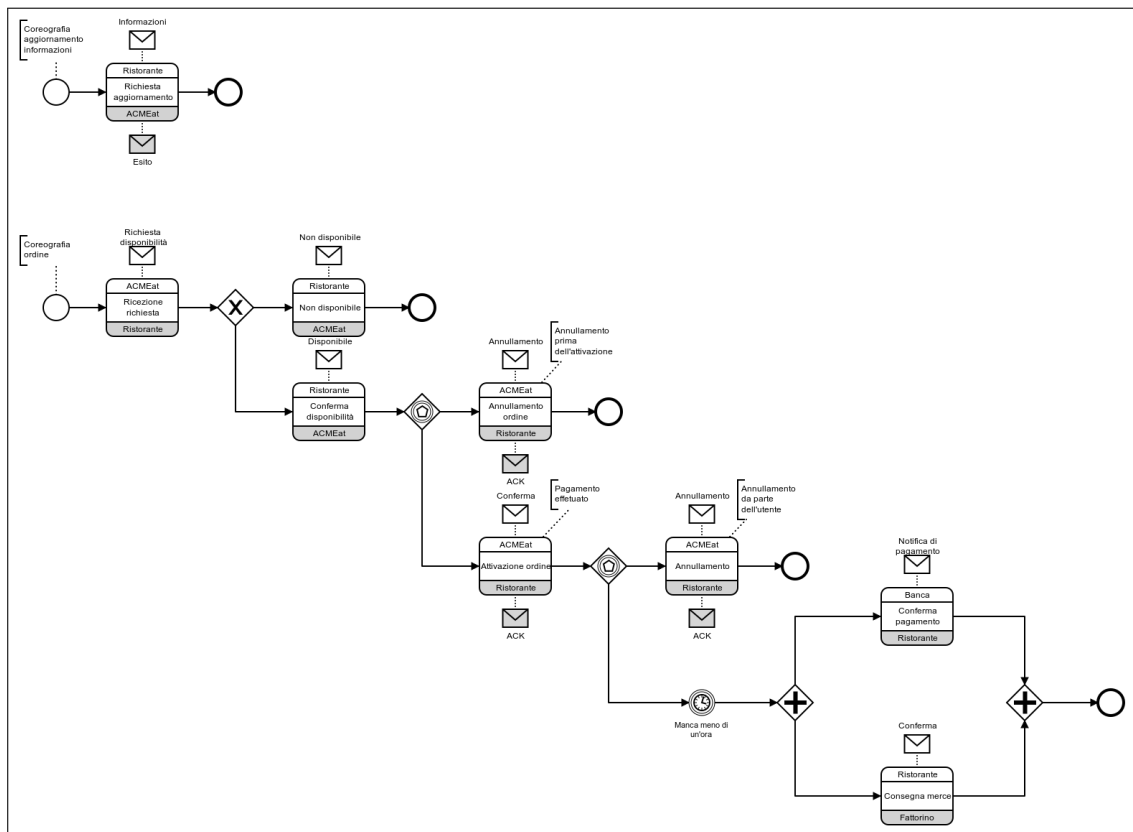 Coreografia
aggiornamento
informazioni
Informazioni
Ristorante
Richiesta
aggiornamento
ACMEat
Esito
Coreografia
ordine
Richiesta
disponibilità
ACMEat
Ricezione
richiesta
Ristorante
X
Non disponibile
Ristorante
Non disponibile
ACMEat
Disponibile
Ristorante
Conferma
disponibilità
ACMEat
Annullamento
ACMEat
Annullamento
ordine
Ristorante
ACK
Annullamento
prima
dell'attivazione
Conferma
ACMEat
Attivazione ordine
Ristorante
ACK
Pagamento
effetuato
Annullamento
ACMEat
Annullamento
Ristorante
ACK
Annullamento
da parte
dell'utente
Manca meno di
un'ora
Notifica di
pagamento
Banca
Conferma
pagamento
Ristorante
Conferma
Ristorante
Consegna merce
Fattorino